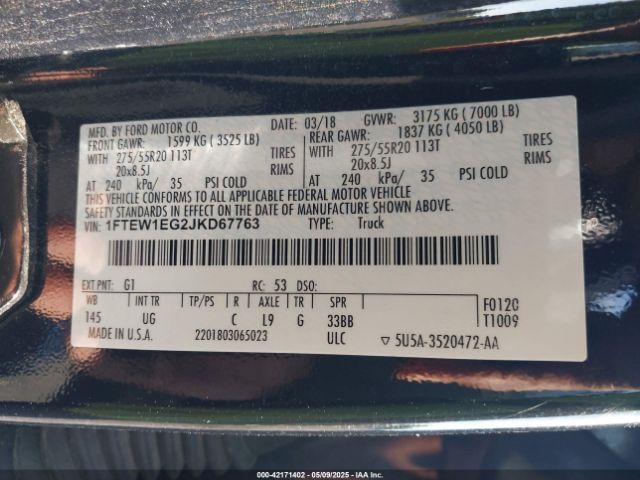 MFD. BY FORD MOTOR CO. DATE: 03/18 GVWR: 3175 KG ( 7000 LB)
FRONT GAWR: 1599 KG ( 3525 LB) REAR GAWR: 1837 KG ( 4050 LB)
WITH 275/55R20 113T TIRES WITH 275/55R20 113T TIRES
20x8.5J RIMS 20x8.5J RIMS
AT 240 kPa/ 35 PSI COLD AT 240 kPa/ 35 PSI COLD
THIS VEHICLE CONFORMS TO ALL APPLICABLE FEDERAL MOTOR VEHICLE
SAFETY STANDARDS IN EFFECT ON THE DATE OF MANUFACTURE SHOWN ABOVE.
VIN: 1FTEW1EG2JKD67763 TYPE: Truck
EXT PNT: G1 RC: 53 DSO:
WB INT TR TP/PS R AXLE TR SPR F0120
145 UG C L9 G 33BB T1009
MADE IN U.S.A. 2201803065023 ULC ▽ 5U5A-3520472-AA
000-42171402 - 05/09/2025 - IAA Inc.